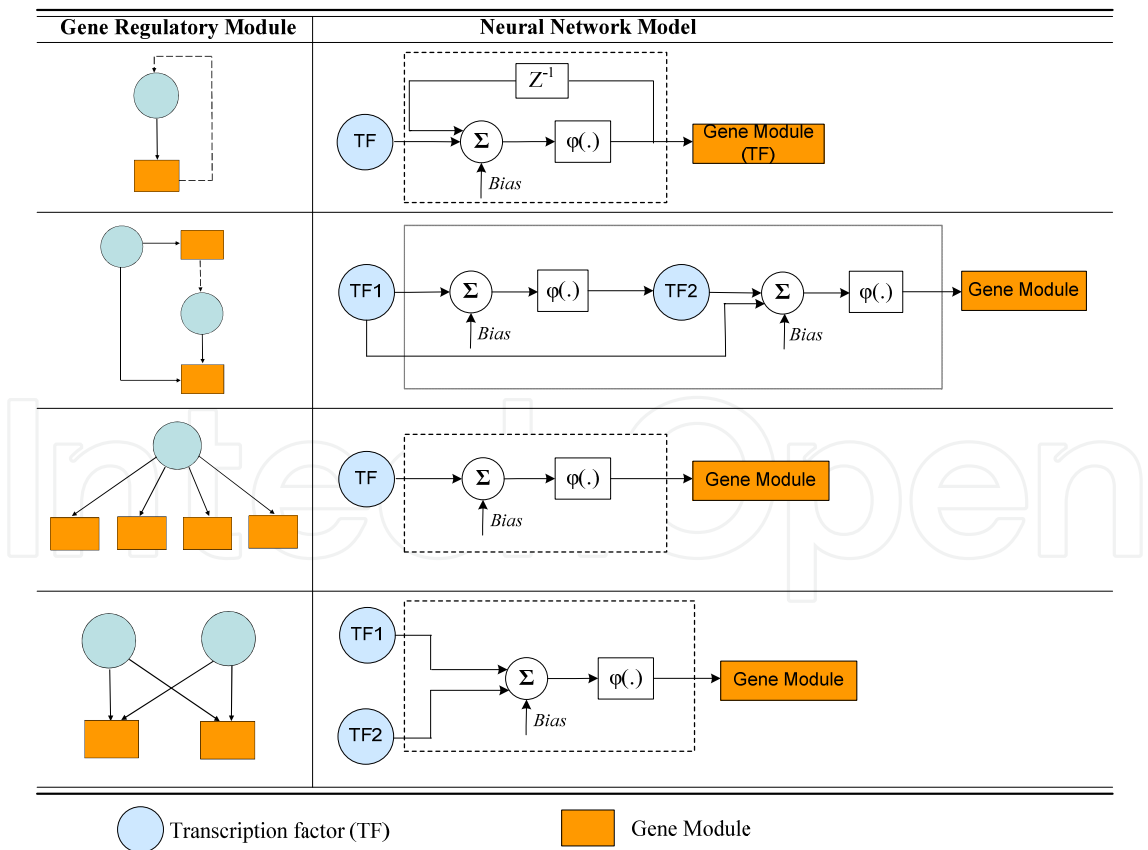 Gene Regulatory Module
Neural Network Model
Z⁻¹
TF
Σ
φ(.)
Gene Module
(TF)
Bias
TF1
Σ
φ(.)
TF2
Σ
φ(.)
Gene Module
Bias
Bias
TF
Σ
φ(.)
Gene Module
Bias
IntechOpen
TF1
Σ
φ(.)
Gene Module
Bias
TF2
Transcription factor (TF)
Gene Module